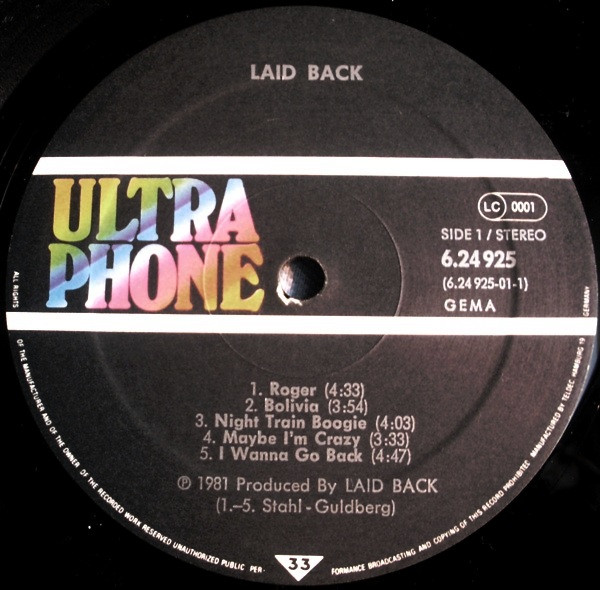 LAID BACK
ULTRA
PHONE
LC 0001
SIDE 1 / STEREO
6.24 925
(6.24 925-01-1)
GEMA
1. Roger (4:33)
2. Bolivia (3:54)
3. Night Train Boogie (4:03)
4. Maybe I'm Crazy (3:33)
5. I Wanna Go Back (4:47)
℗ 1981 Produced By LAID BACK
(1.–5. Stahl-Guldberg)
33
ALL RIGHTS
OF THE MANUFACTURER AND OF THE OWNER OF THE RECORDED WORK RESERVED UNAUTHORIZED PUBLIC PER-
FORMANCE BROADCASTING AND COPYING OF THIS RECORD PROHIBITED MANUFACTURED BY TELDEC HAMBURG 19
GERMANY